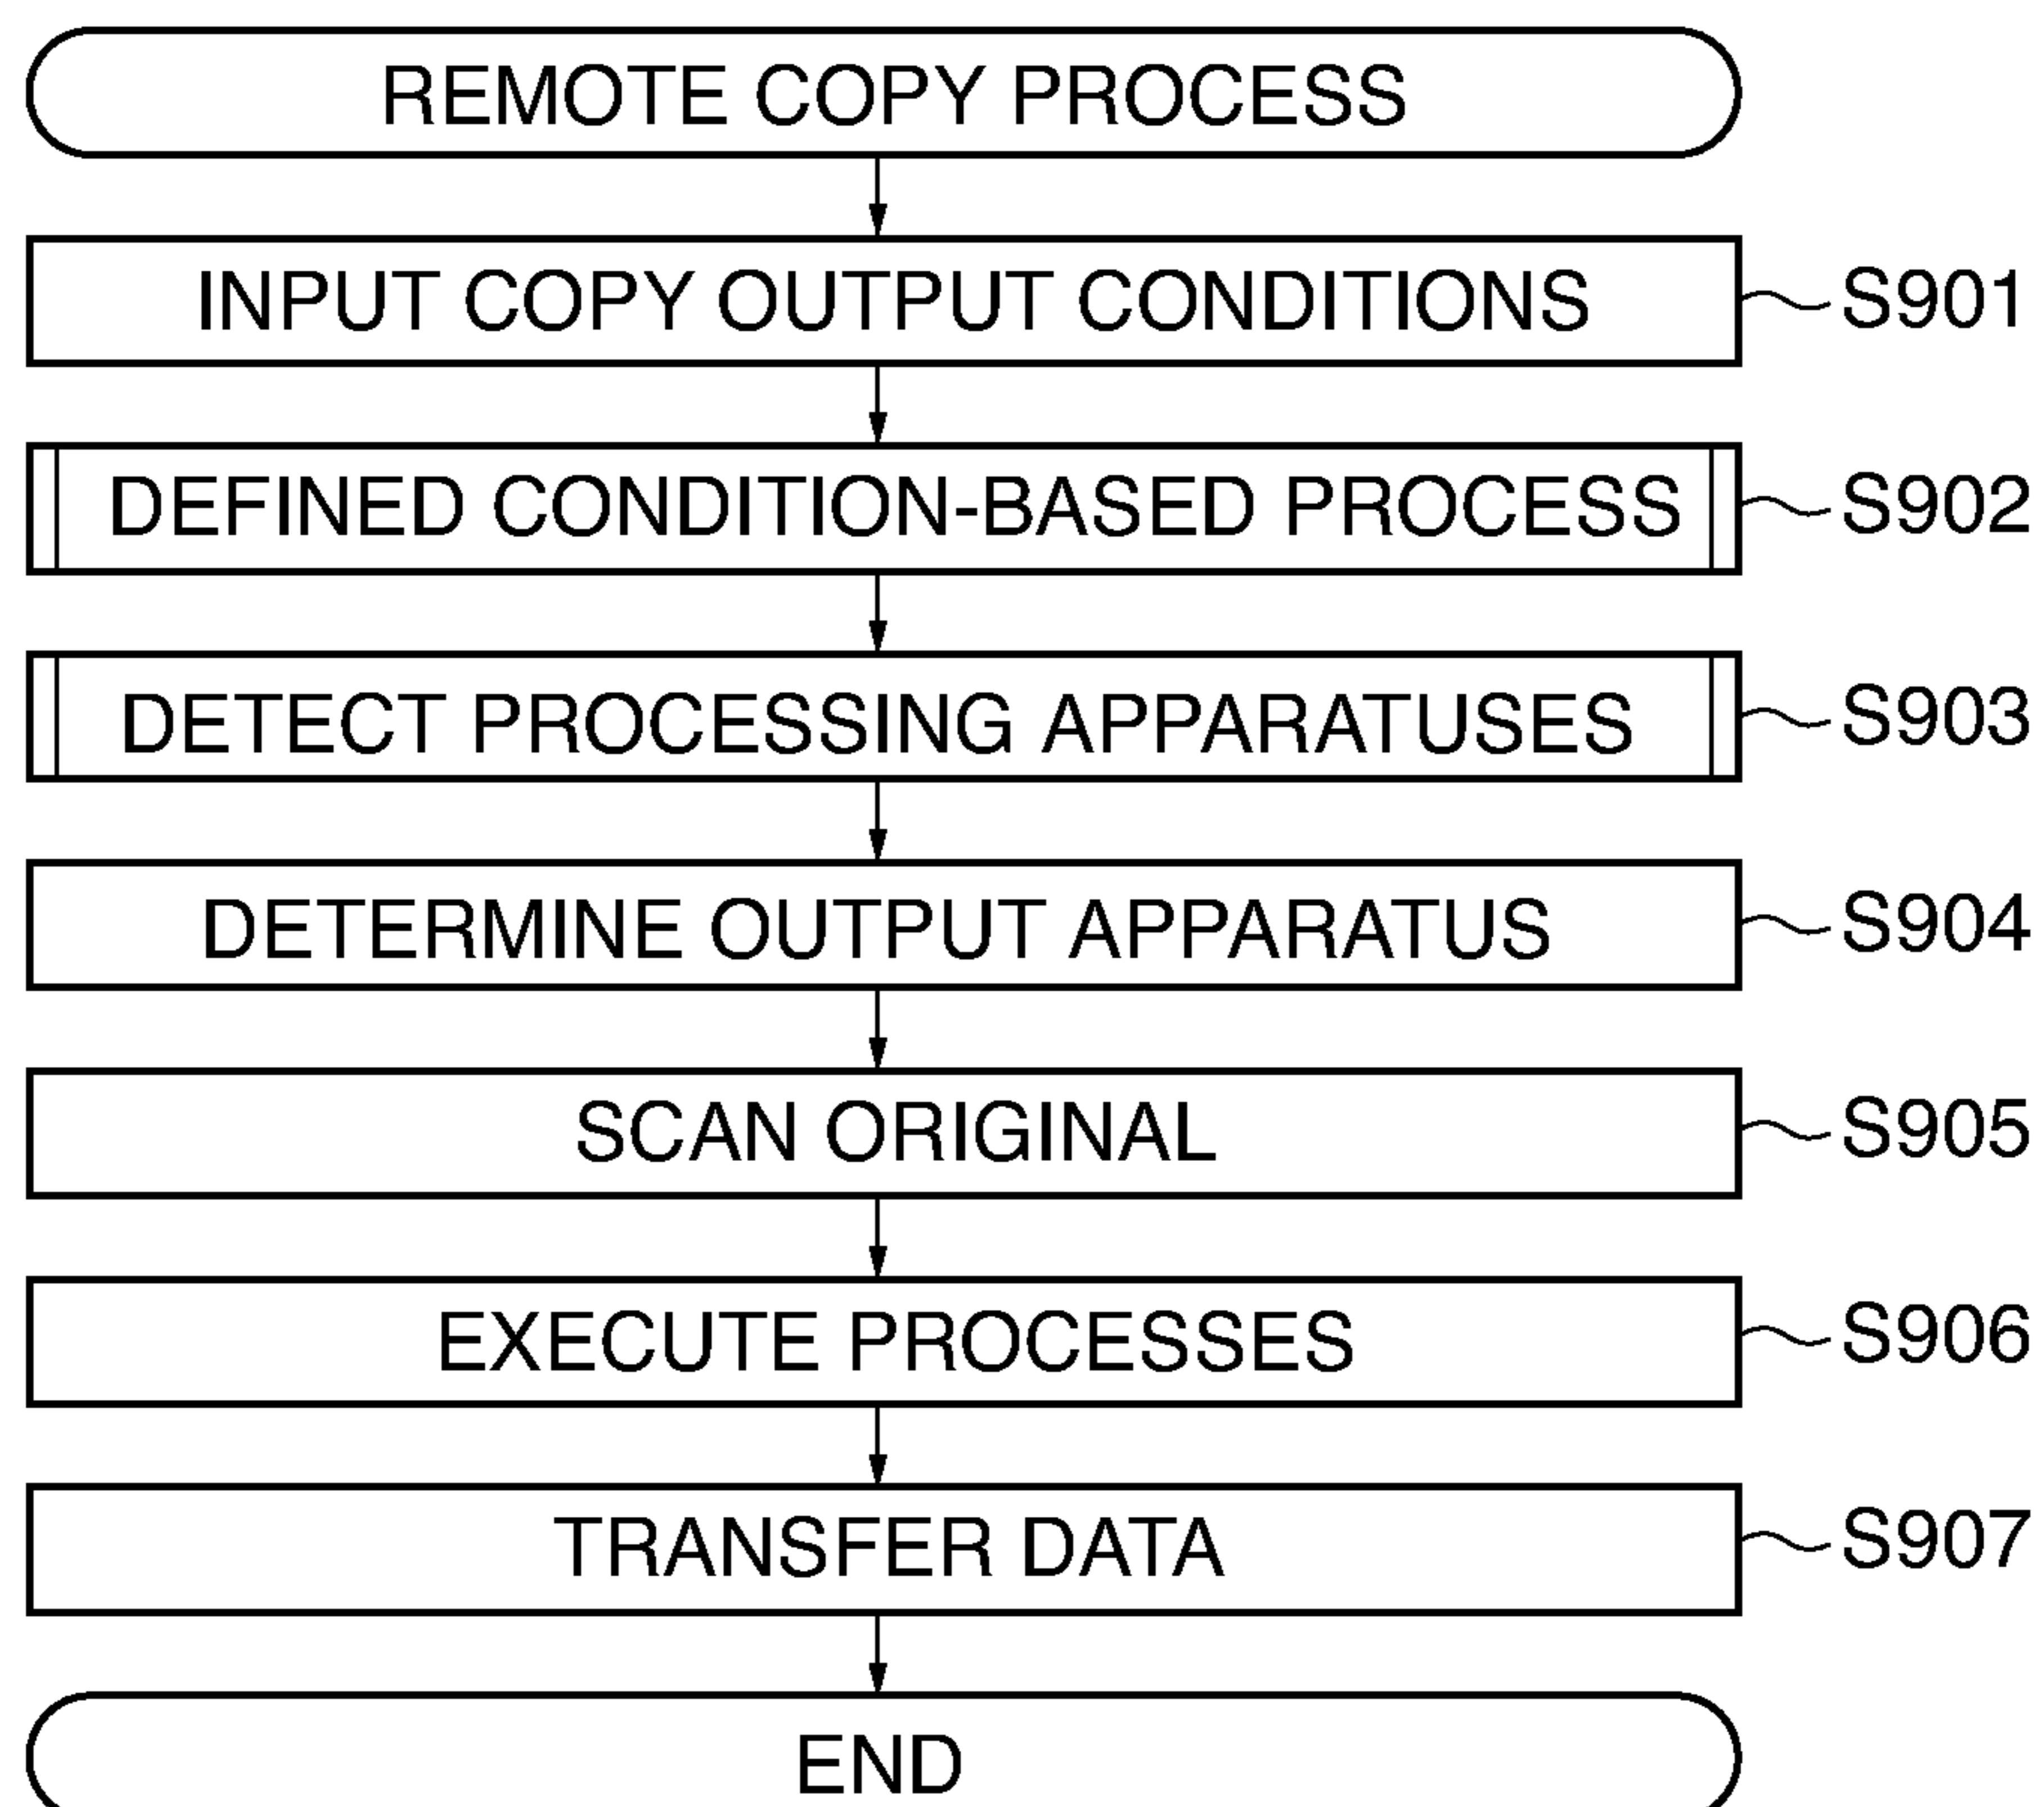 REMOTE COPY PROCESS
INPUT COPY OUTPUT CONDITIONS S901
DEFINED CONDITION-BASED PROCESS S902
DETECT PROCESSING APPARATUSES S903
DETERMINE OUTPUT APPARATUS S904
SCAN ORIGINAL S905
EXECUTE PROCESSES S906
TRANSFER DATA S907
END